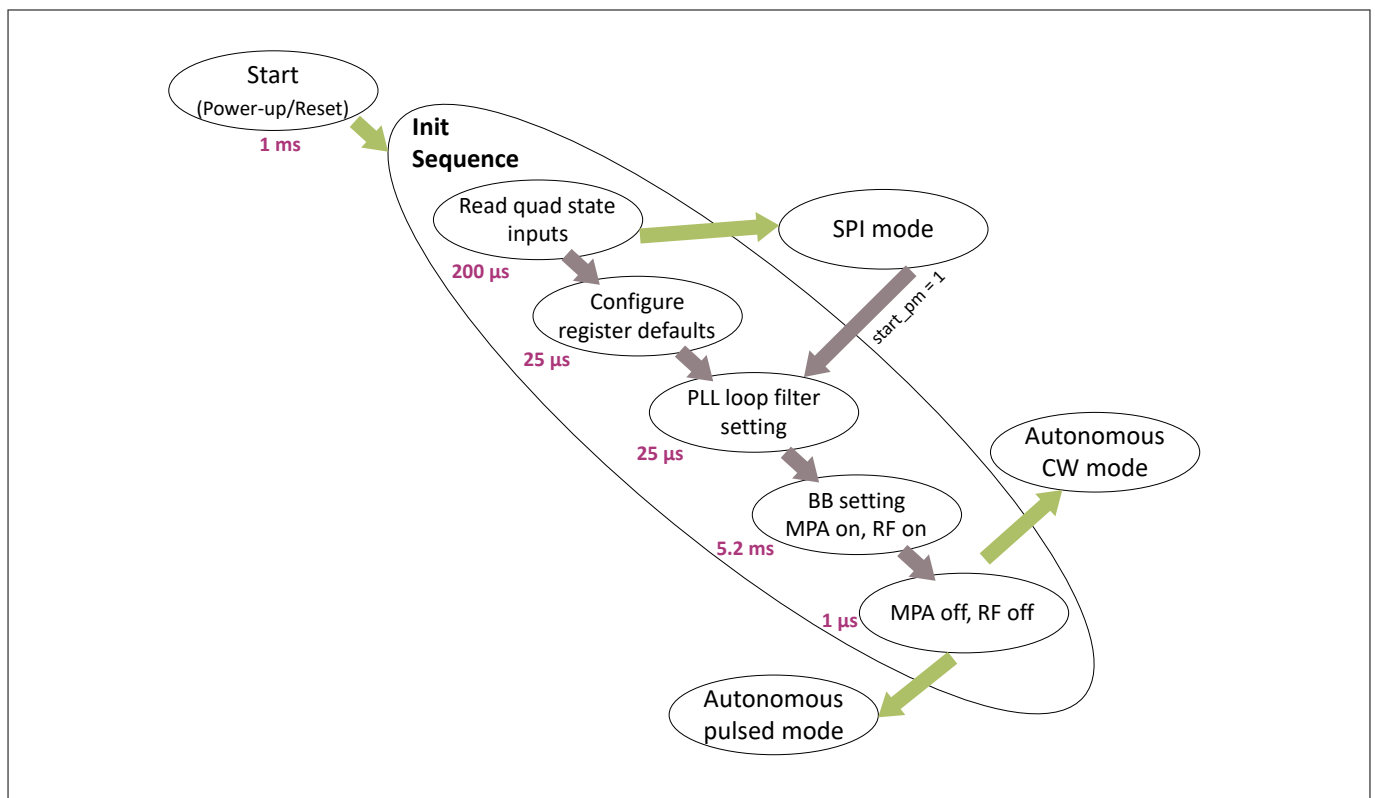 Start
(Power-up/Reset)
1 ms
Init
Sequence
Read quad state
inputs
200 µs
SPI mode
start_pm = 1
Configure
register defaults
25 µs
PLL loop filter
setting
25 µs
Autonomous
CW mode
BB setting
MPA on, RF on
5.2 ms
MPA off, RF off
1 µs
Autonomous
pulsed mode